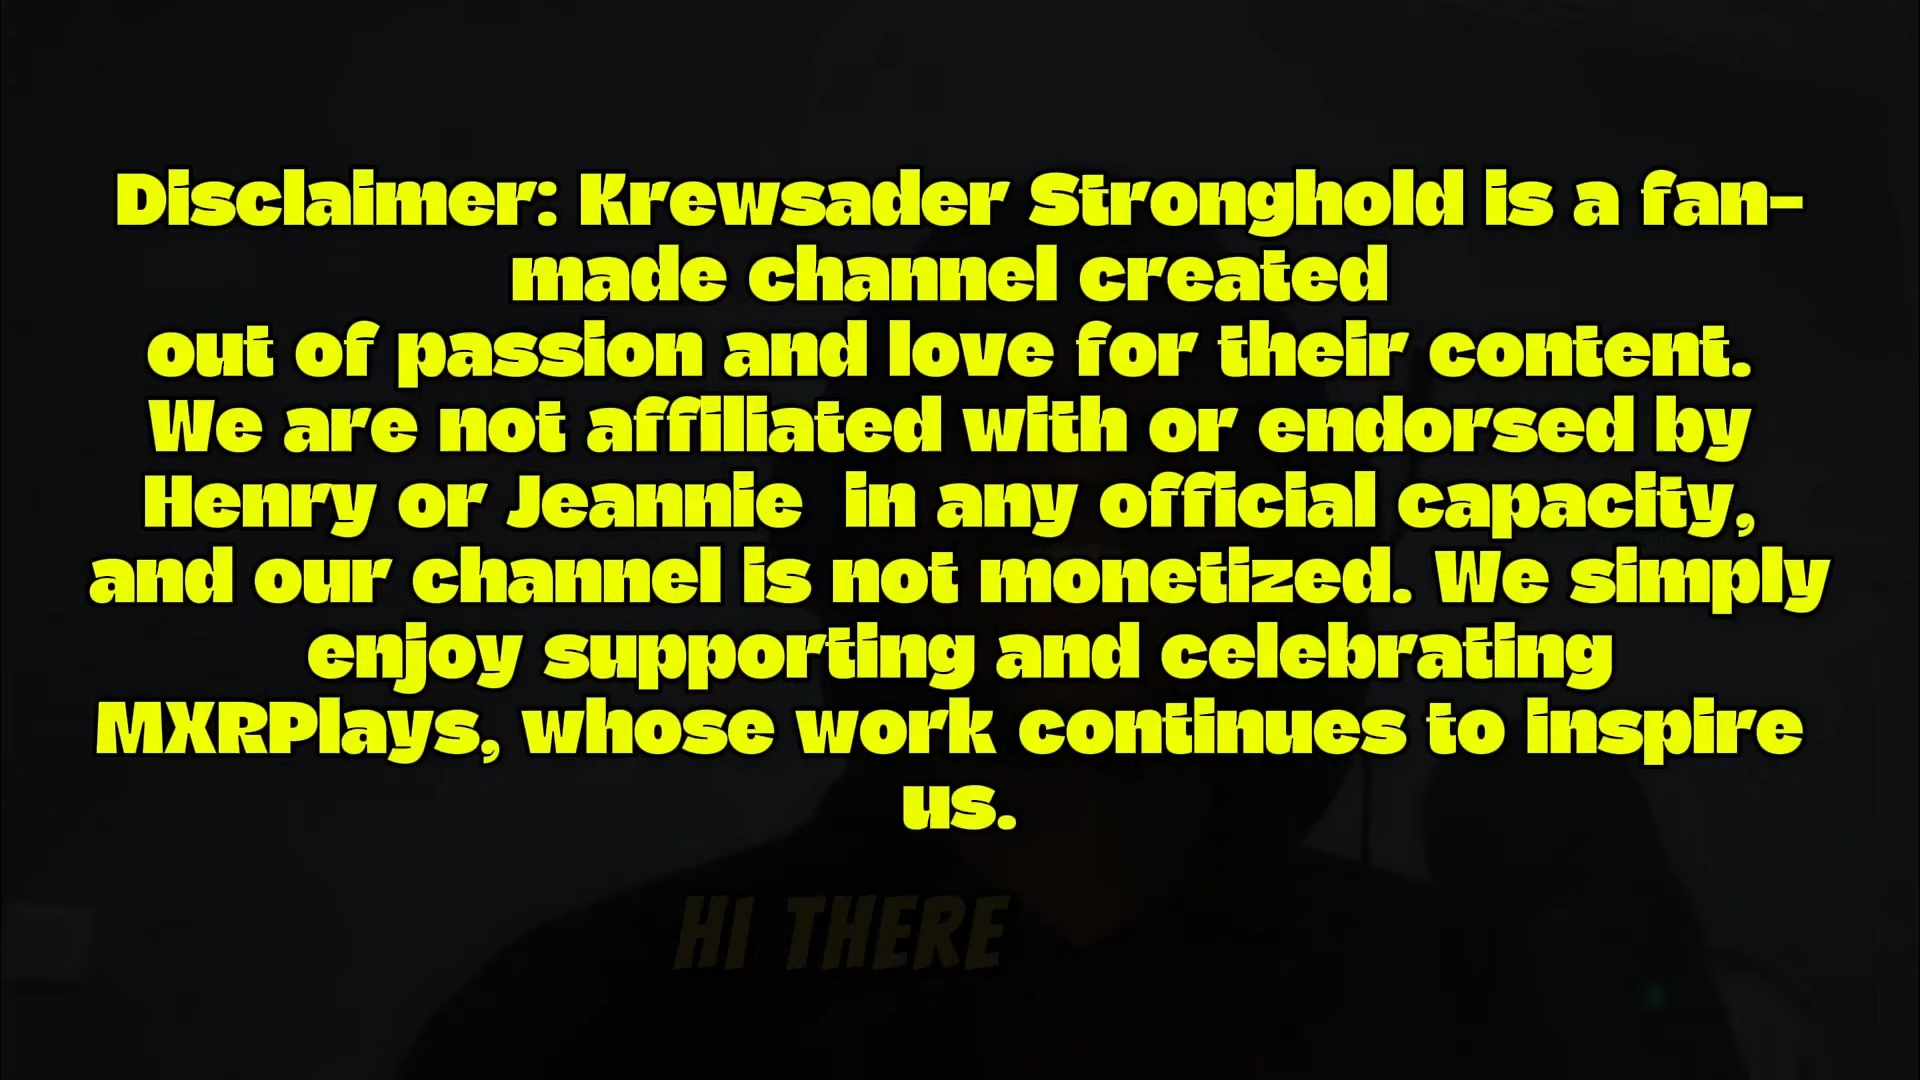 Disclaimer: Krewsader Stronghold is a fan-
made channel created
out of passion and love for their content.
We are not affiliated with or endorsed by
Henry or Jeannie  in any official capacity,
and our channel is not monetized. We simply
enjoy supporting and celebrating
MXRPlays, whose work continues to inspire
us.
HI THERE